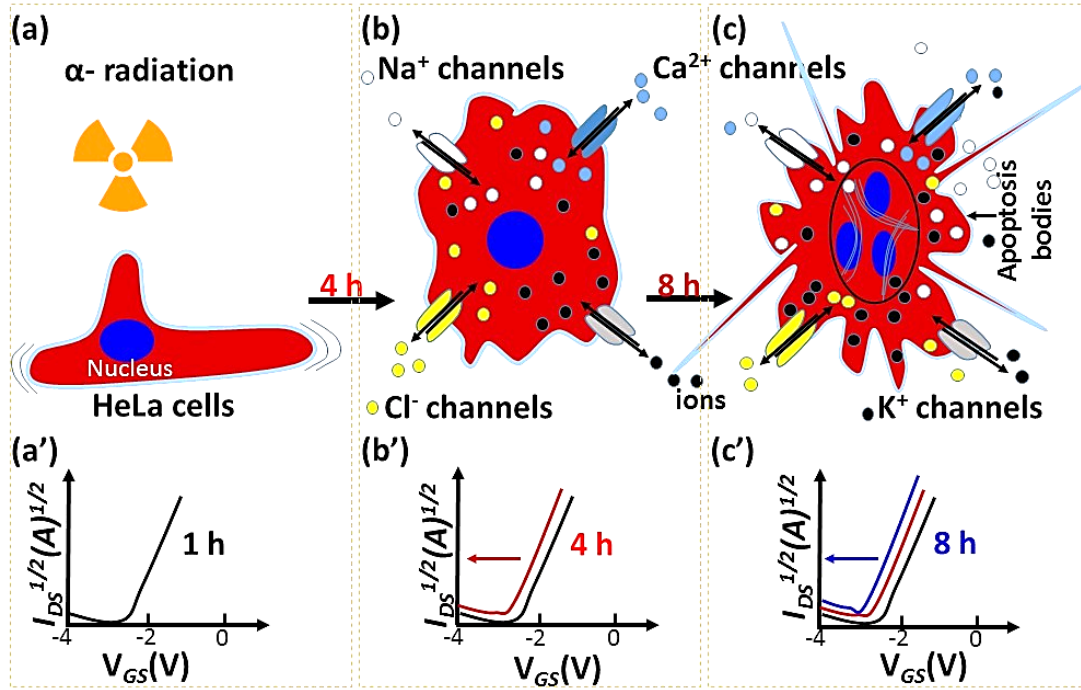 (a)
α- radiation
Nucleus
HeLa cells
4 h
(b)
Na⁺ channels
Cl⁻ channels
8 h
ions
(c)
Ca²⁺ channels
Apoptosis
bodies
K⁺ channels
(a')
I_DS^1/2(A)^1/2
1 h
-4
-2
0
V_GS(V)
(b')
I_DS^1/2(A)^1/2
4 h
-4
-2
0
V_GS(V)
(c')
I_DS^1/2(A)^1/2
8 h
-4
-2
0
V_GS(V)